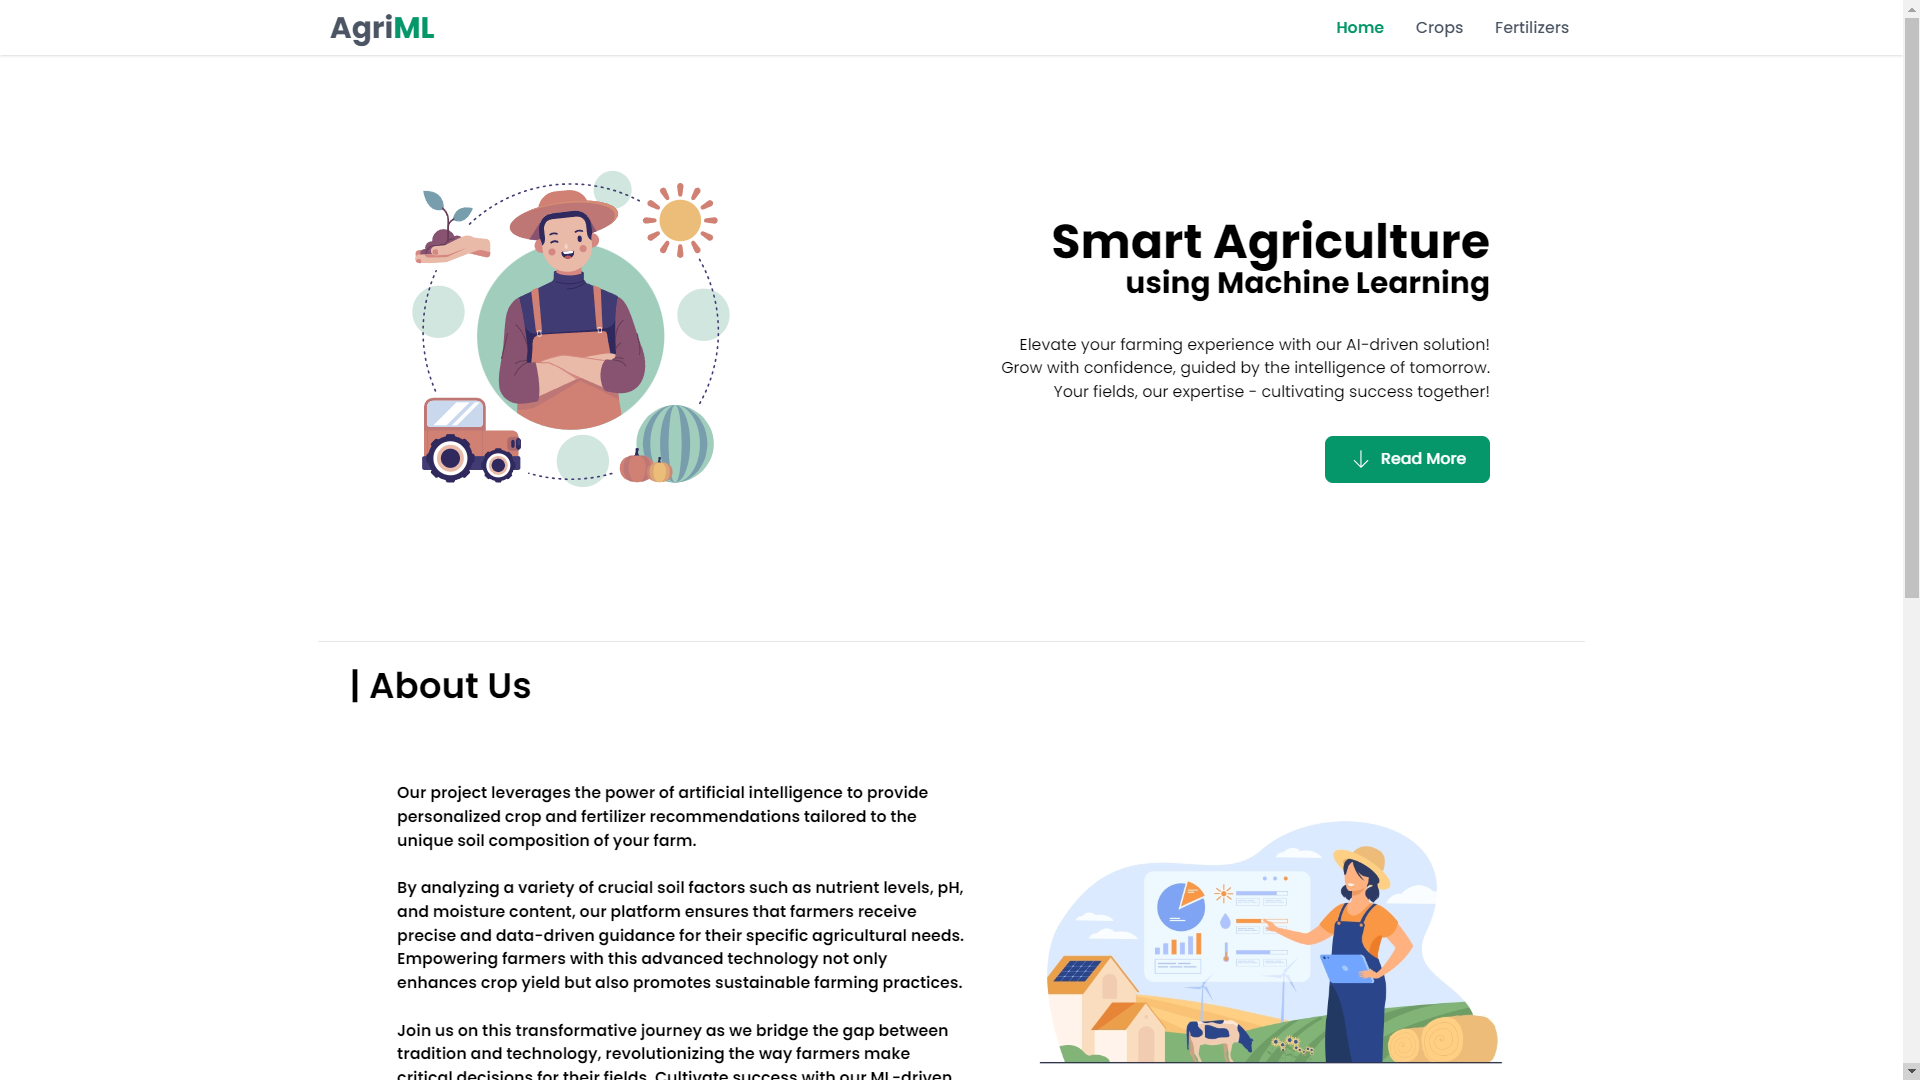 AgriML
Home
Crops
Fertilizers
Smart Agriculture
using Machine Learning
Elevate your farming experience with our AI-driven solution!
Grow with confidence, guided by the intelligence of tomorrow.
Your fields, our expertise - cultivating success together!
Read More
About Us
Our project leverages the power of artificial intelligence to provide
personalized crop and fertilizer recommendations tailored to the
unique soil composition of your farm.
By analyzing a variety of crucial soil factors such as nutrient levels, pH,
and moisture content, our platform ensures that farmers receive
precise and data-driven guidance for their specific agricultural needs.
Empowering farmers with this advanced technology not only
enhances crop yield but also promotes sustainable farming practices.
Join us on this transformative journey as we bridge the gap between
tradition and technology, revolutionizing the way farmers make
critical decisions for their fields. Cultivate success with our ML-driven